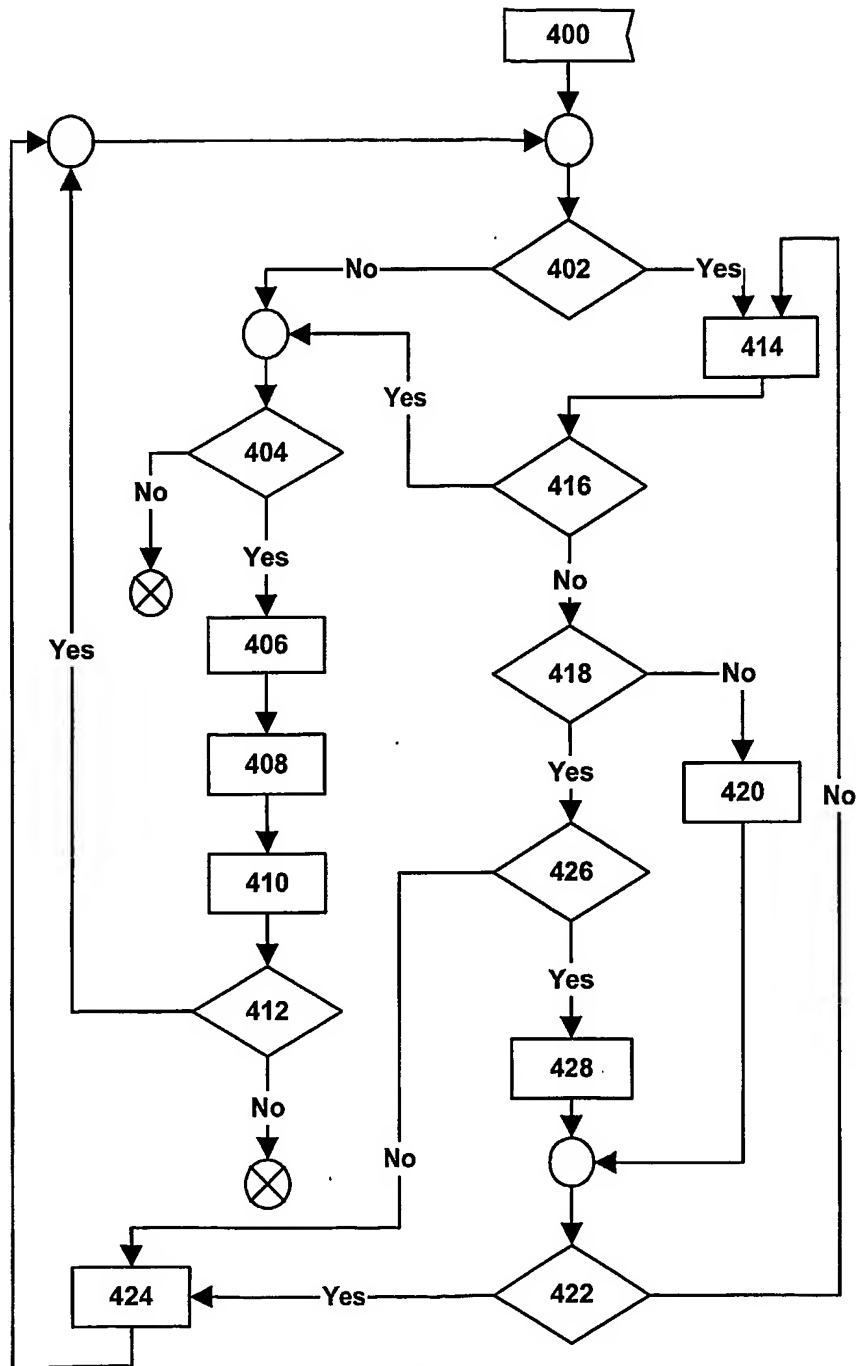 400
No 402 Yes
414
Yes
404
416
No
Yes
No
406
Yes
418
No
408
Yes
420
No
410
426
412
Yes
428
No
No
424
Yes
422